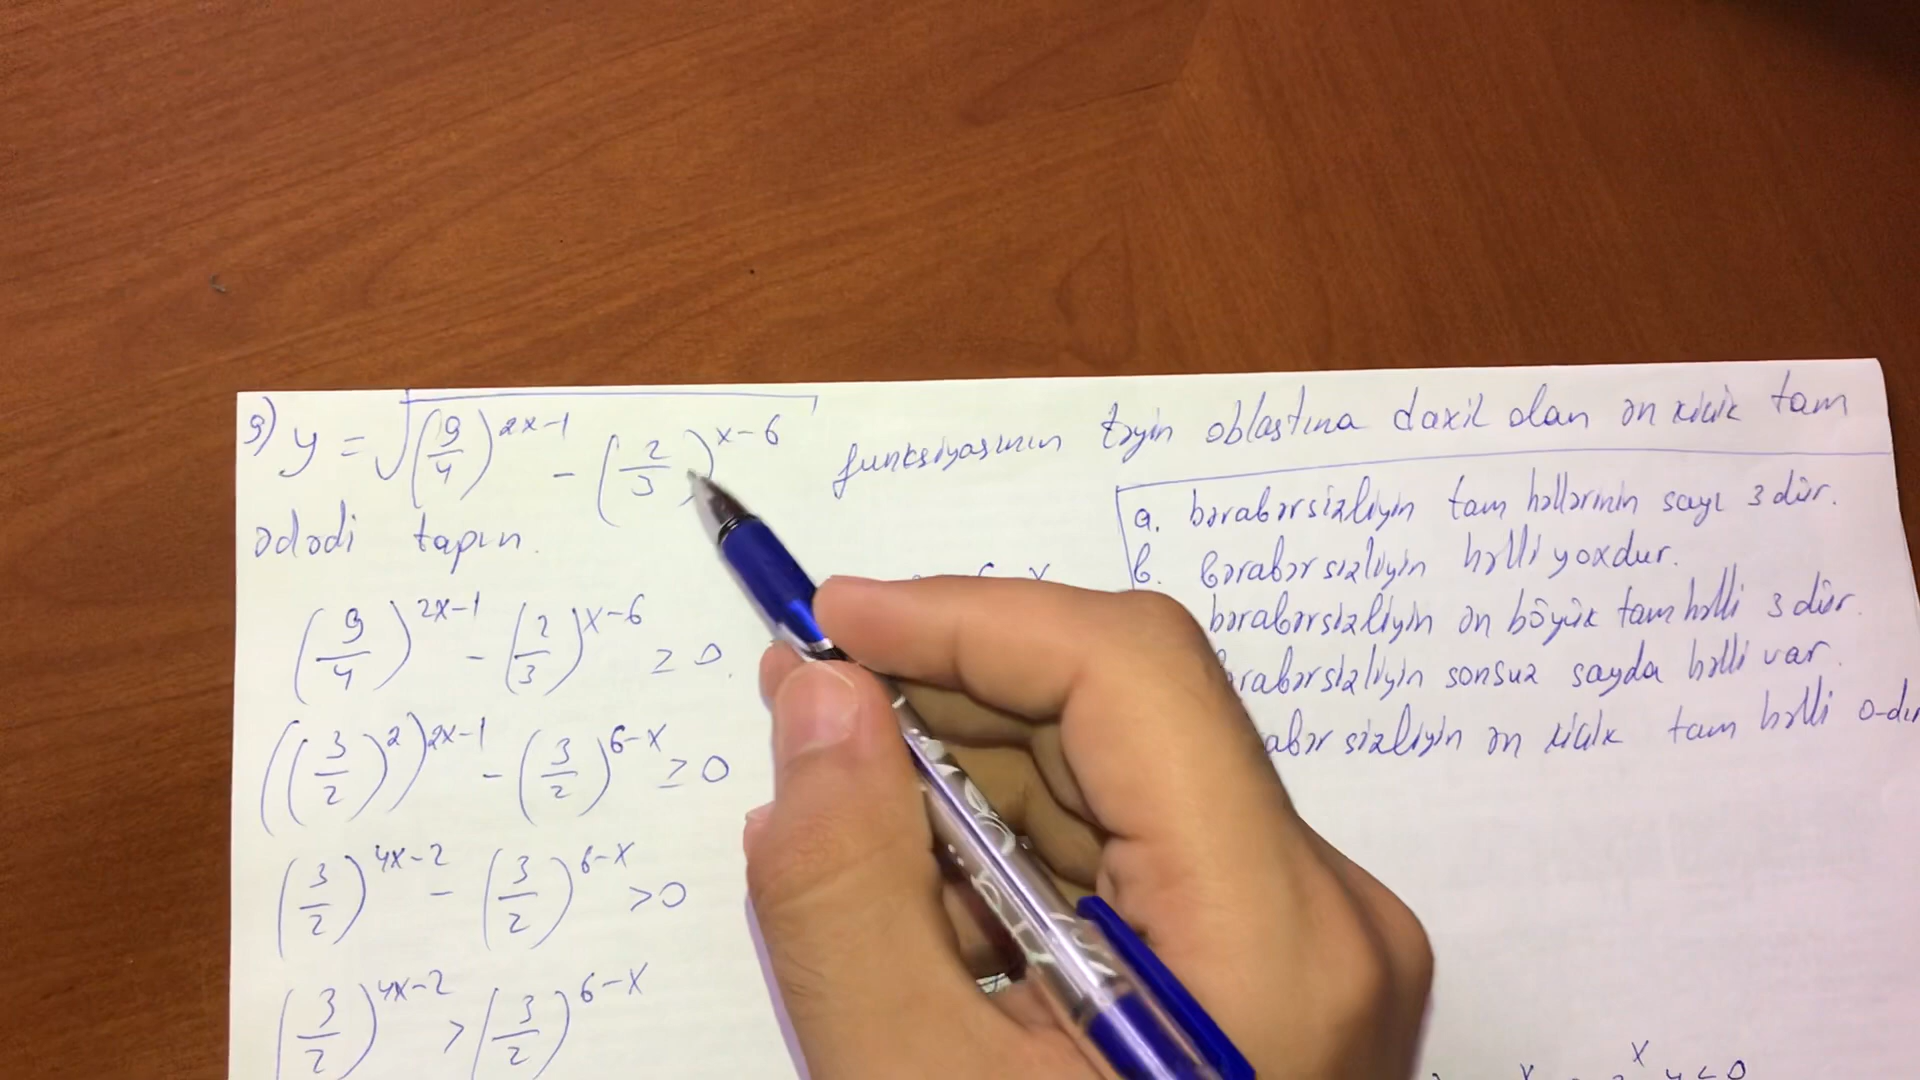 9) y = √((9/4)^(2x-1) - (2/3)^(x-6)) funksiyasının təyin oblastına daxil olan ən kiçik tam
ədədi tapın.
(9/4)^(2x-1) - (2/3)^(x-6) ≥ 0
((3/2)^2)^(2x-1) - (3/2)^(6-x) ≥ 0
(3/2)^(4x-2) - (3/2)^(6-x) > 0
(3/2)^(4x-2) > (3/2)^(6-x)
a. bərabərsizliyin tam həllərinin sayı 3 dür.
b. bərabərsizliyin həlli yoxdur.
bərabərsizliyin ən böyük tam həlli 3 dür.
rabərsizliyin sonsuz sayda həlli var.
abərsizliyin ən kiçik tam həlli 0-dı